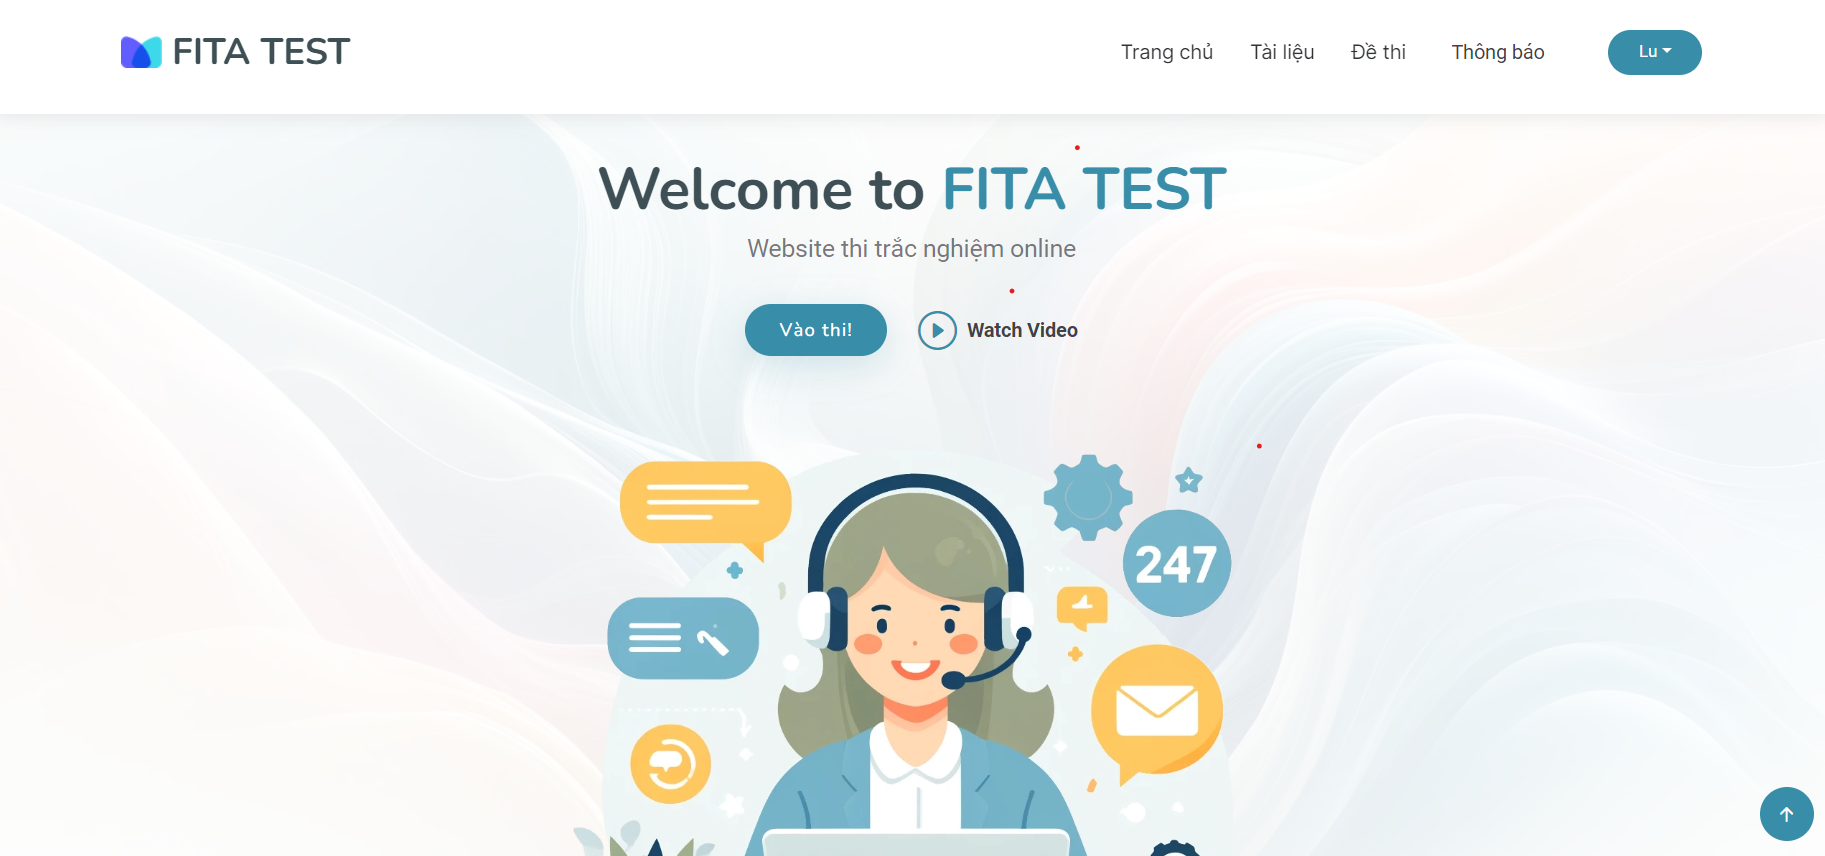 FITA TEST
Trang chủ
Tài liệu
Đề thi
Thông báo
Lu
Welcome to FITA TEST
Website thi trắc nghiệm online
Vào thi!
Watch Video
247